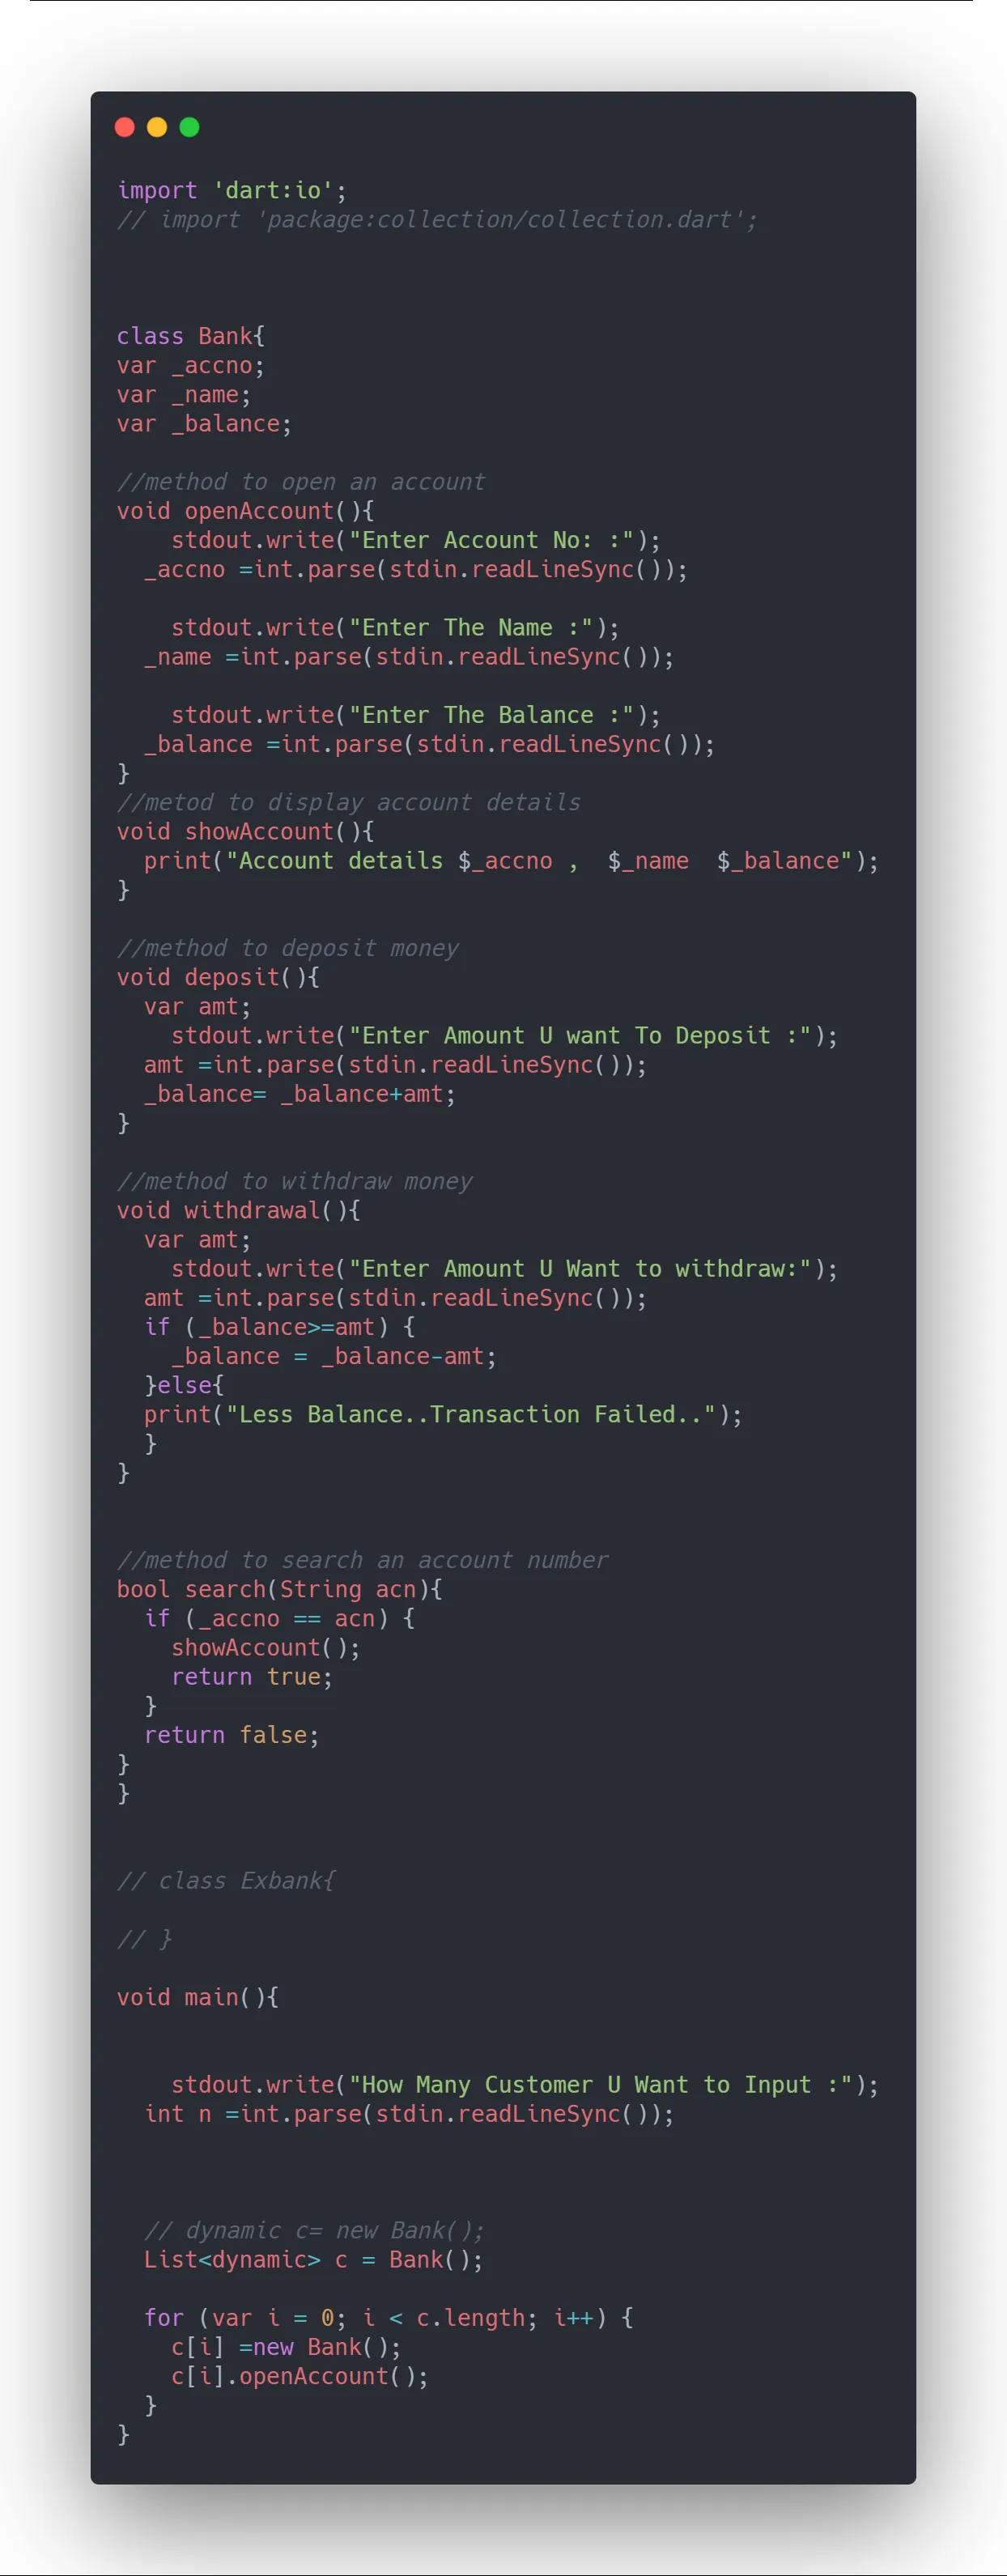 import 'dart:io';
// import 'package:collection/collection.dart';
class Bank{
var _accno;
var _name;
var _balance;
//method to open an account
void openAccount(){
    stdout.write("Enter Account No: :");
  _accno =int.parse(stdin.readLineSync());
    stdout.write("Enter The Name :");
  _name =int.parse(stdin.readLineSync());
    stdout.write("Enter The Balance :");
  _balance =int.parse(stdin.readLineSync());
}
//metod to display account details
void showAccount(){
  print("Account details $_accno ,  $_name  $_balance");
}
//method to deposit money
void deposit(){
  var amt;
    stdout.write("Enter Amount U want To Deposit :");
  amt =int.parse(stdin.readLineSync());
  _balance= _balance+amt;
}
//method to withdraw money
void withdrawal(){
  var amt;
    stdout.write("Enter Amount U Want to withdraw:");
  amt =int.parse(stdin.readLineSync());
  if (_balance>=amt) {
    _balance = _balance-amt;
  }else{
  print("Less Balance..Transaction Failed..");
  }
}
//method to search an account number
bool search(String acn){
  if (_accno == acn) {
    showAccount();
    return true;
  }
  return false;
}
}
// class Exbank{
// }
void main(){
    stdout.write("How Many Customer U Want to Input :");
  int n =int.parse(stdin.readLineSync());
  // dynamic c= new Bank();
  List<dynamic> c = Bank();
  for (var i = 0; i < c.length; i++) {
    c[i] =new Bank();
    c[i].openAccount();
  }
}